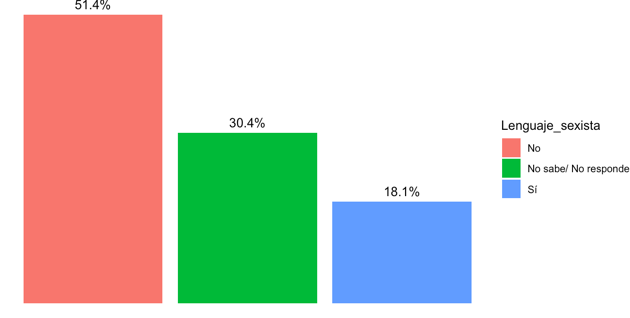 51.4%
30.4%
18.1%
Lenguaje_sexista
No
No sabe/ No responde
Sí